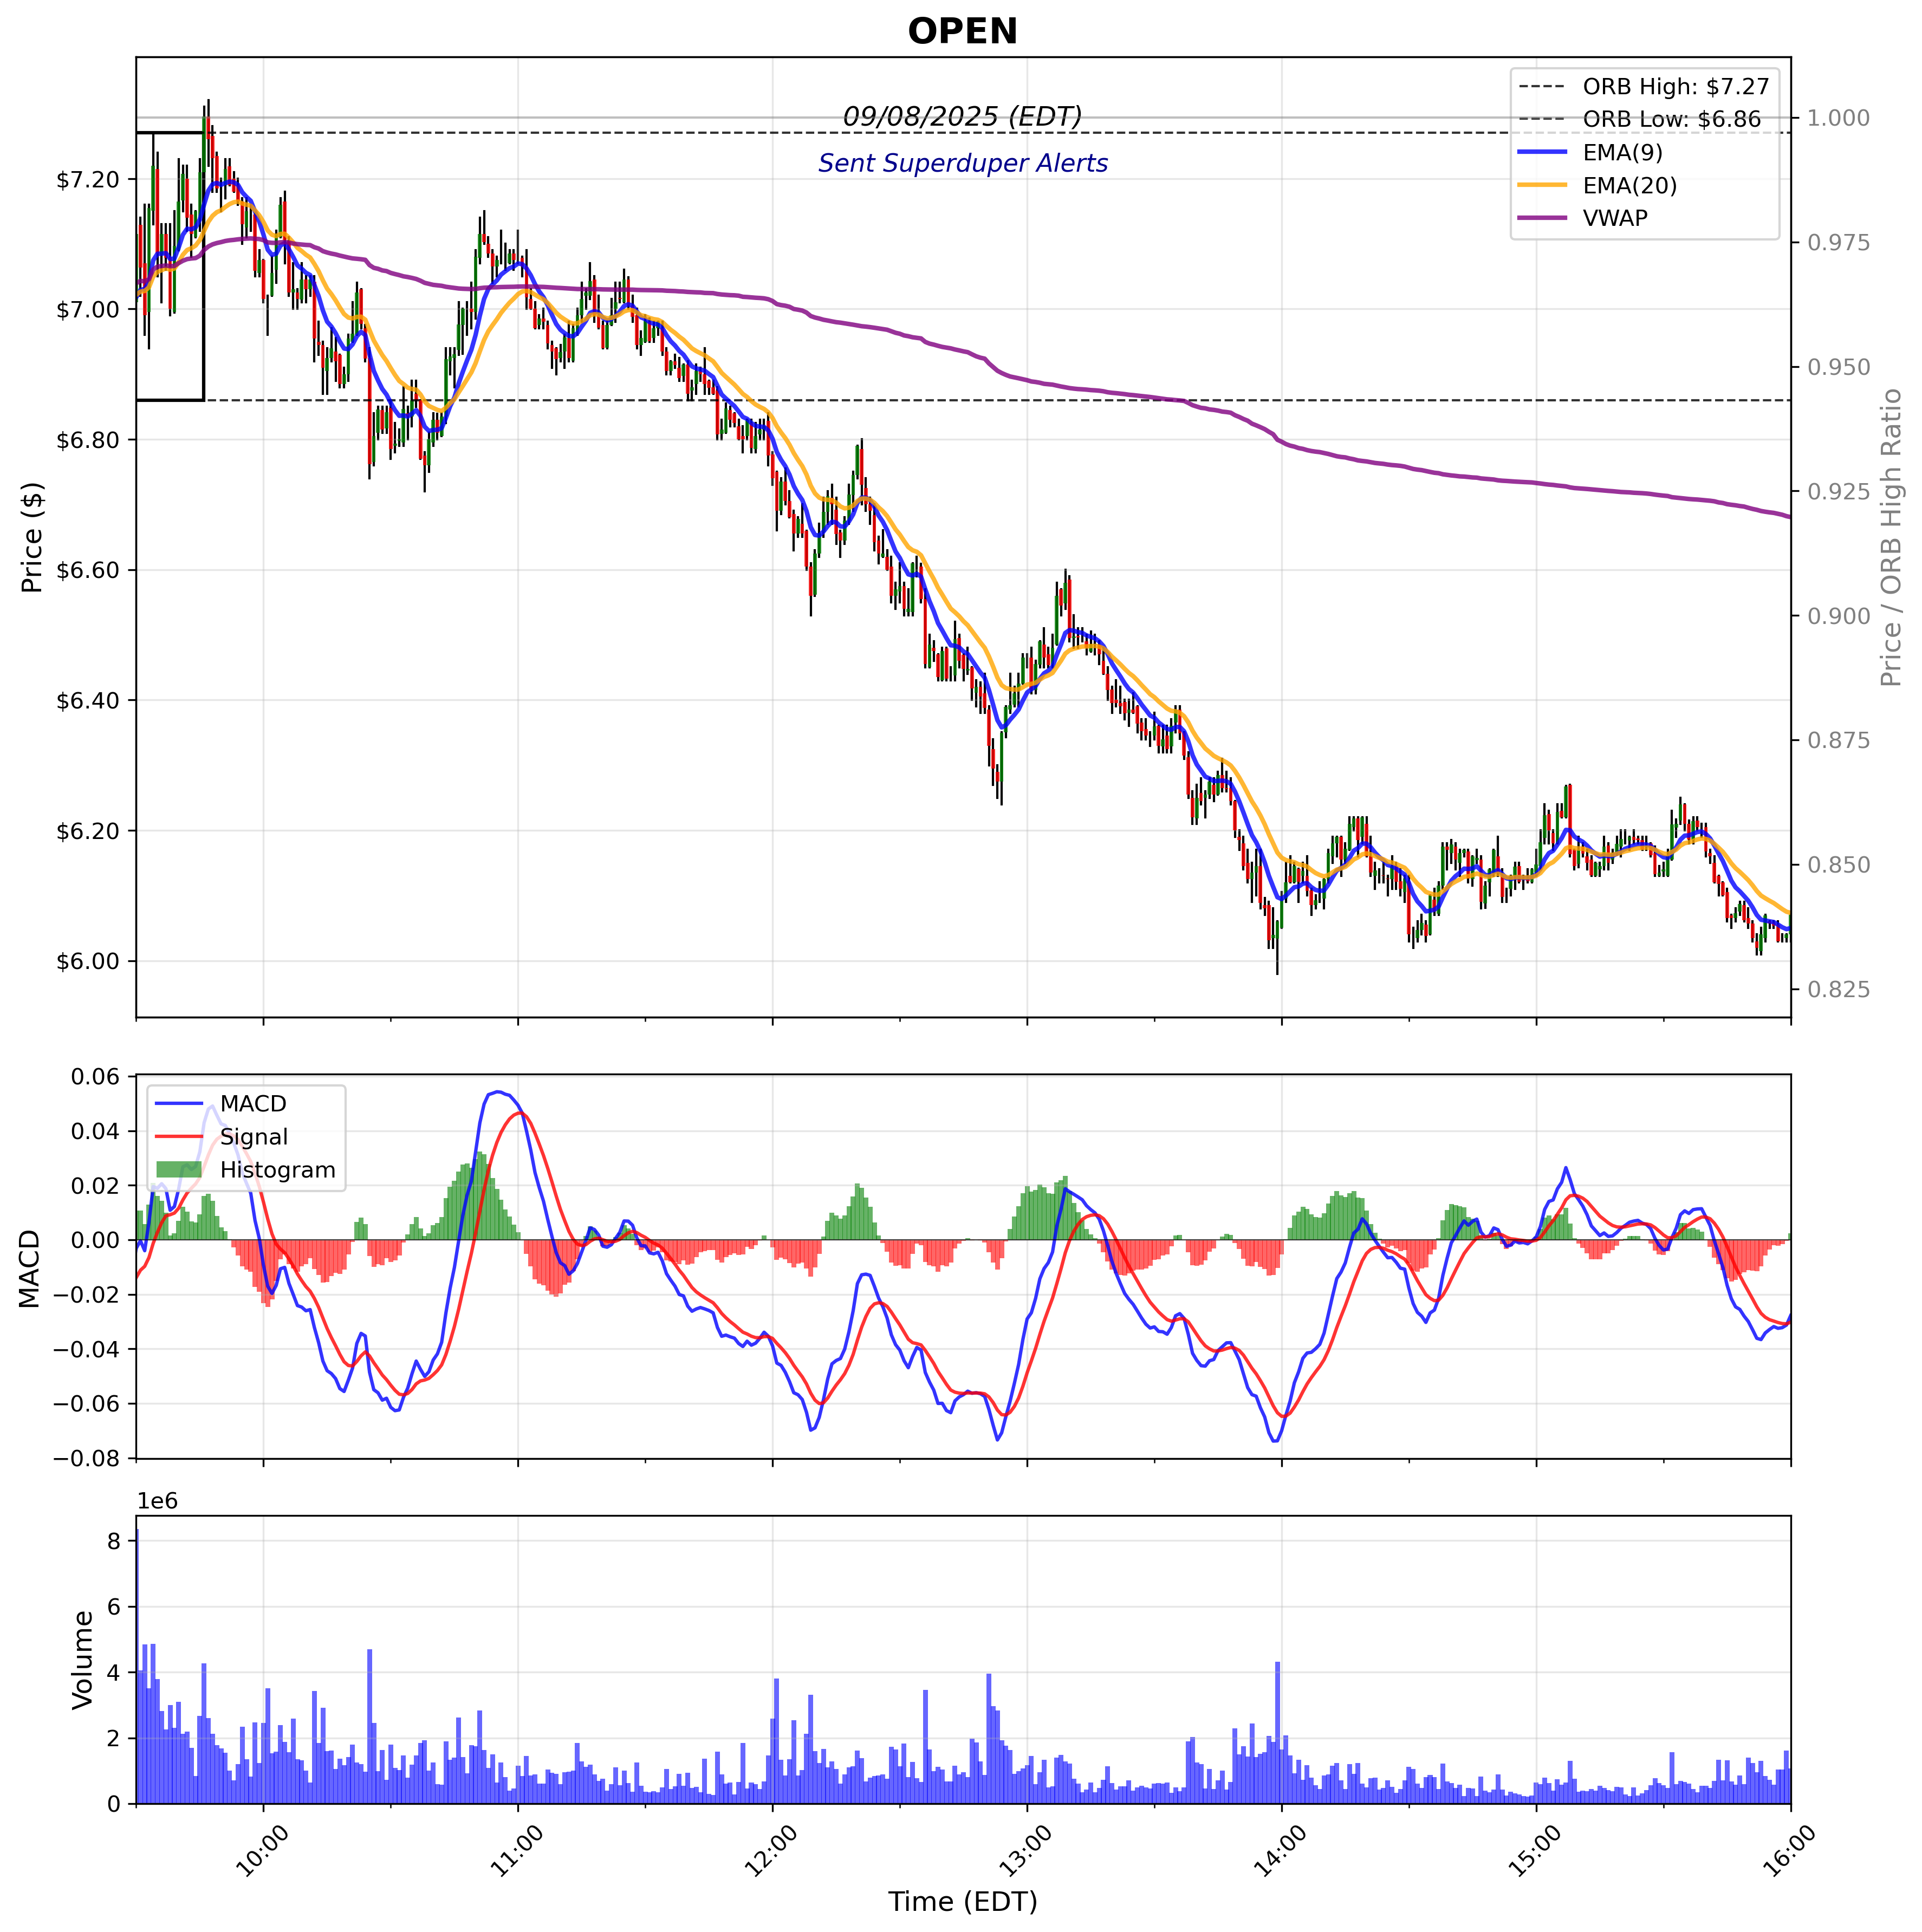 OPEN
09/08/2025 (EDT)
Sent Superduper Alerts
ORB High: $7.27
ORB Low: $6.86
EMA(9)
EMA(20)
VWAP
Price ($)
$7.20
$7.00
$6.80
$6.60
$6.40
$6.20
$6.00
Price / ORB High Ratio
1.000
0.975
0.950
0.925
0.900
0.875
0.850
0.825
MACD
0.06
0.04
0.02
0.00
−0.02
−0.04
−0.06
−0.08
MACD
Signal
Histogram
1e6
Volume
8
6
4
2
0
10:00
11:00
12:00
13:00
14:00
15:00
16:00
Time (EDT)